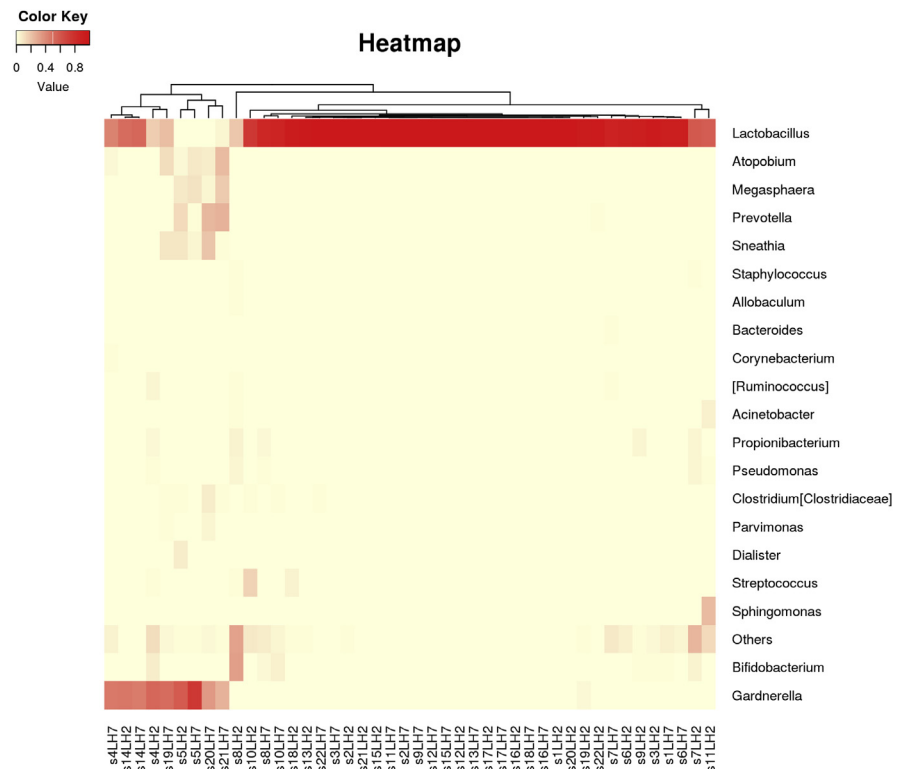 Color Key
0 0.4 0.8
Value
Heatmap
Lactobacillus
Atopobium
Megasphaera
Prevotella
Sneathia
Staphylococcus
Allobaculum
Bacteroides
Corynebacterium
[Ruminococcus]
Acinetobacter
Propionibacterium
Pseudomonas
Clostridium[Clostridiaceae]
Parvimonas
Dialister
Streptococcus
Sphingomonas
Others
Bifidobacterium
Gardnerella
s4LH7
s14LH2
s14LH7
s4LH2
s19LH7
s5LH2
s5LH7
s20LH7
s21LH7
s8LH2
s10LH2
s8LH7
s10LH7
s18LH2
s13LH2
s22LH7
s3LH7
s2LH2
s21LH2
s15LH2
s11LH7
s2LH7
s9LH7
s12LH7
s15LH7
s12LH2
s13LH7
s17LH2
s17LH7
s16LH2
s18LH7
s16LH7
s1LH2
s20LH2
s19LH2
s22LH2
s7LH7
s6LH2
s9LH2
s3LH2
s1LH7
s6LH7
s7LH2
s11LH2